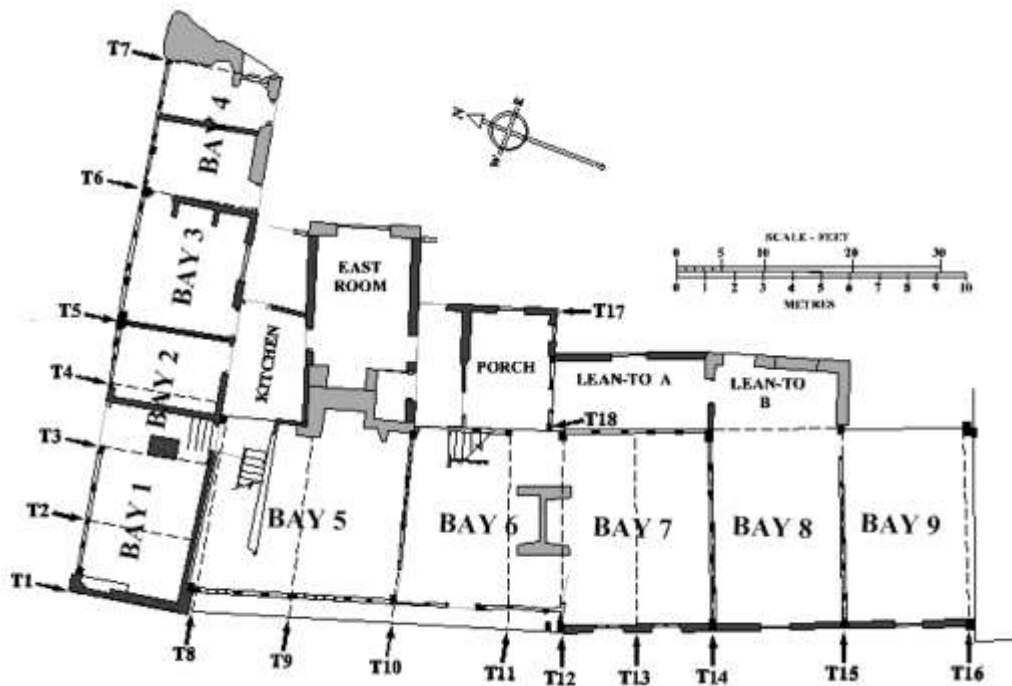 T7
BAY 4
T6
BAY 3
T5
BAY 2
T4
T3
BAY 1
T2
T1
KITCHEN
EAST
ROOM
N
E
W
SCALE - FEET
0 5 10 20 30
0 1 2 3 4 5 6 7 8 9 10
METRES
T17
PORCH
LEAN-TO A
LEAN-TO
B
T18
BAY 5
BAY 6
BAY 7
BAY 8
BAY 9
T8
T9
T10
T11
T12
T13
T14
T15
T16